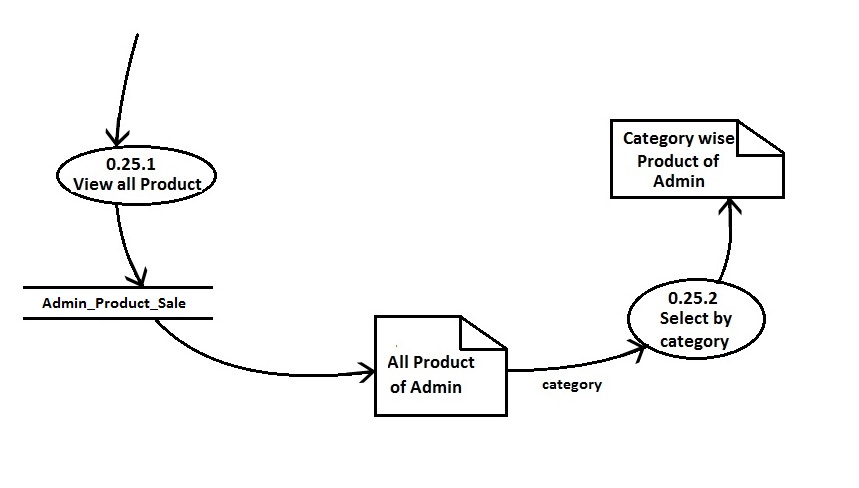 0.25.1
View all Product
Admin_Product_Sale
All Product
of Admin
category
0.25.2
Select by
category
Category wise
Product of
Admin